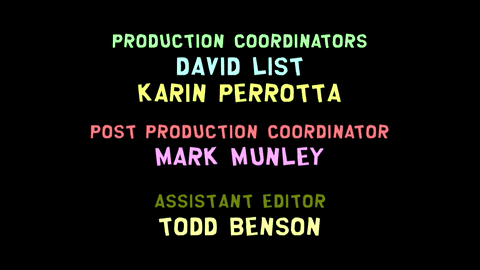 PRODUCTION COORDINATORS
DAVID LIST
KARIN PERROTTA
POST PRODUCTION COORDINATOR
MARK MUNLEY
ASSISTANT EDITOR
TODD BENSON